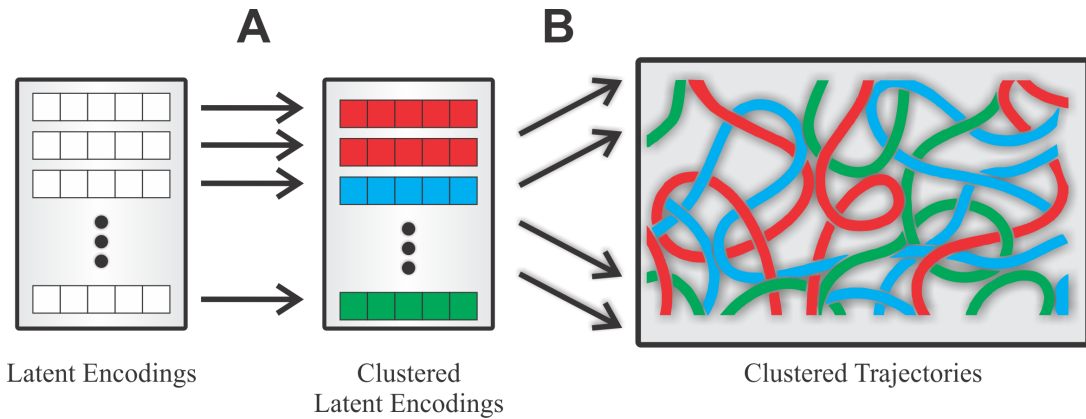 A
B
Latent Encodings
Clustered
Latent Encodings
Clustered Trajectories